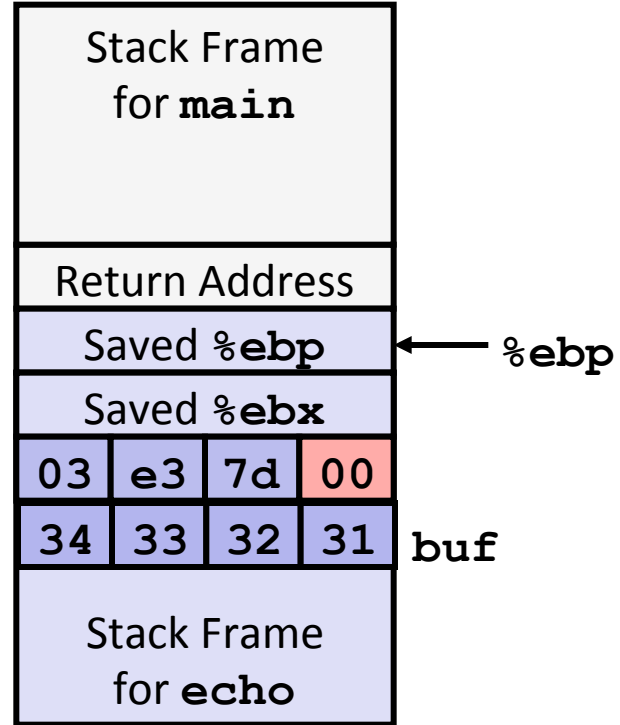 Stack Frame
for main
Return Address
Saved %ebp
%ebp
Saved %ebx
03 e3 7d 00
34 33 32 31
buf
Stack Frame
for echo